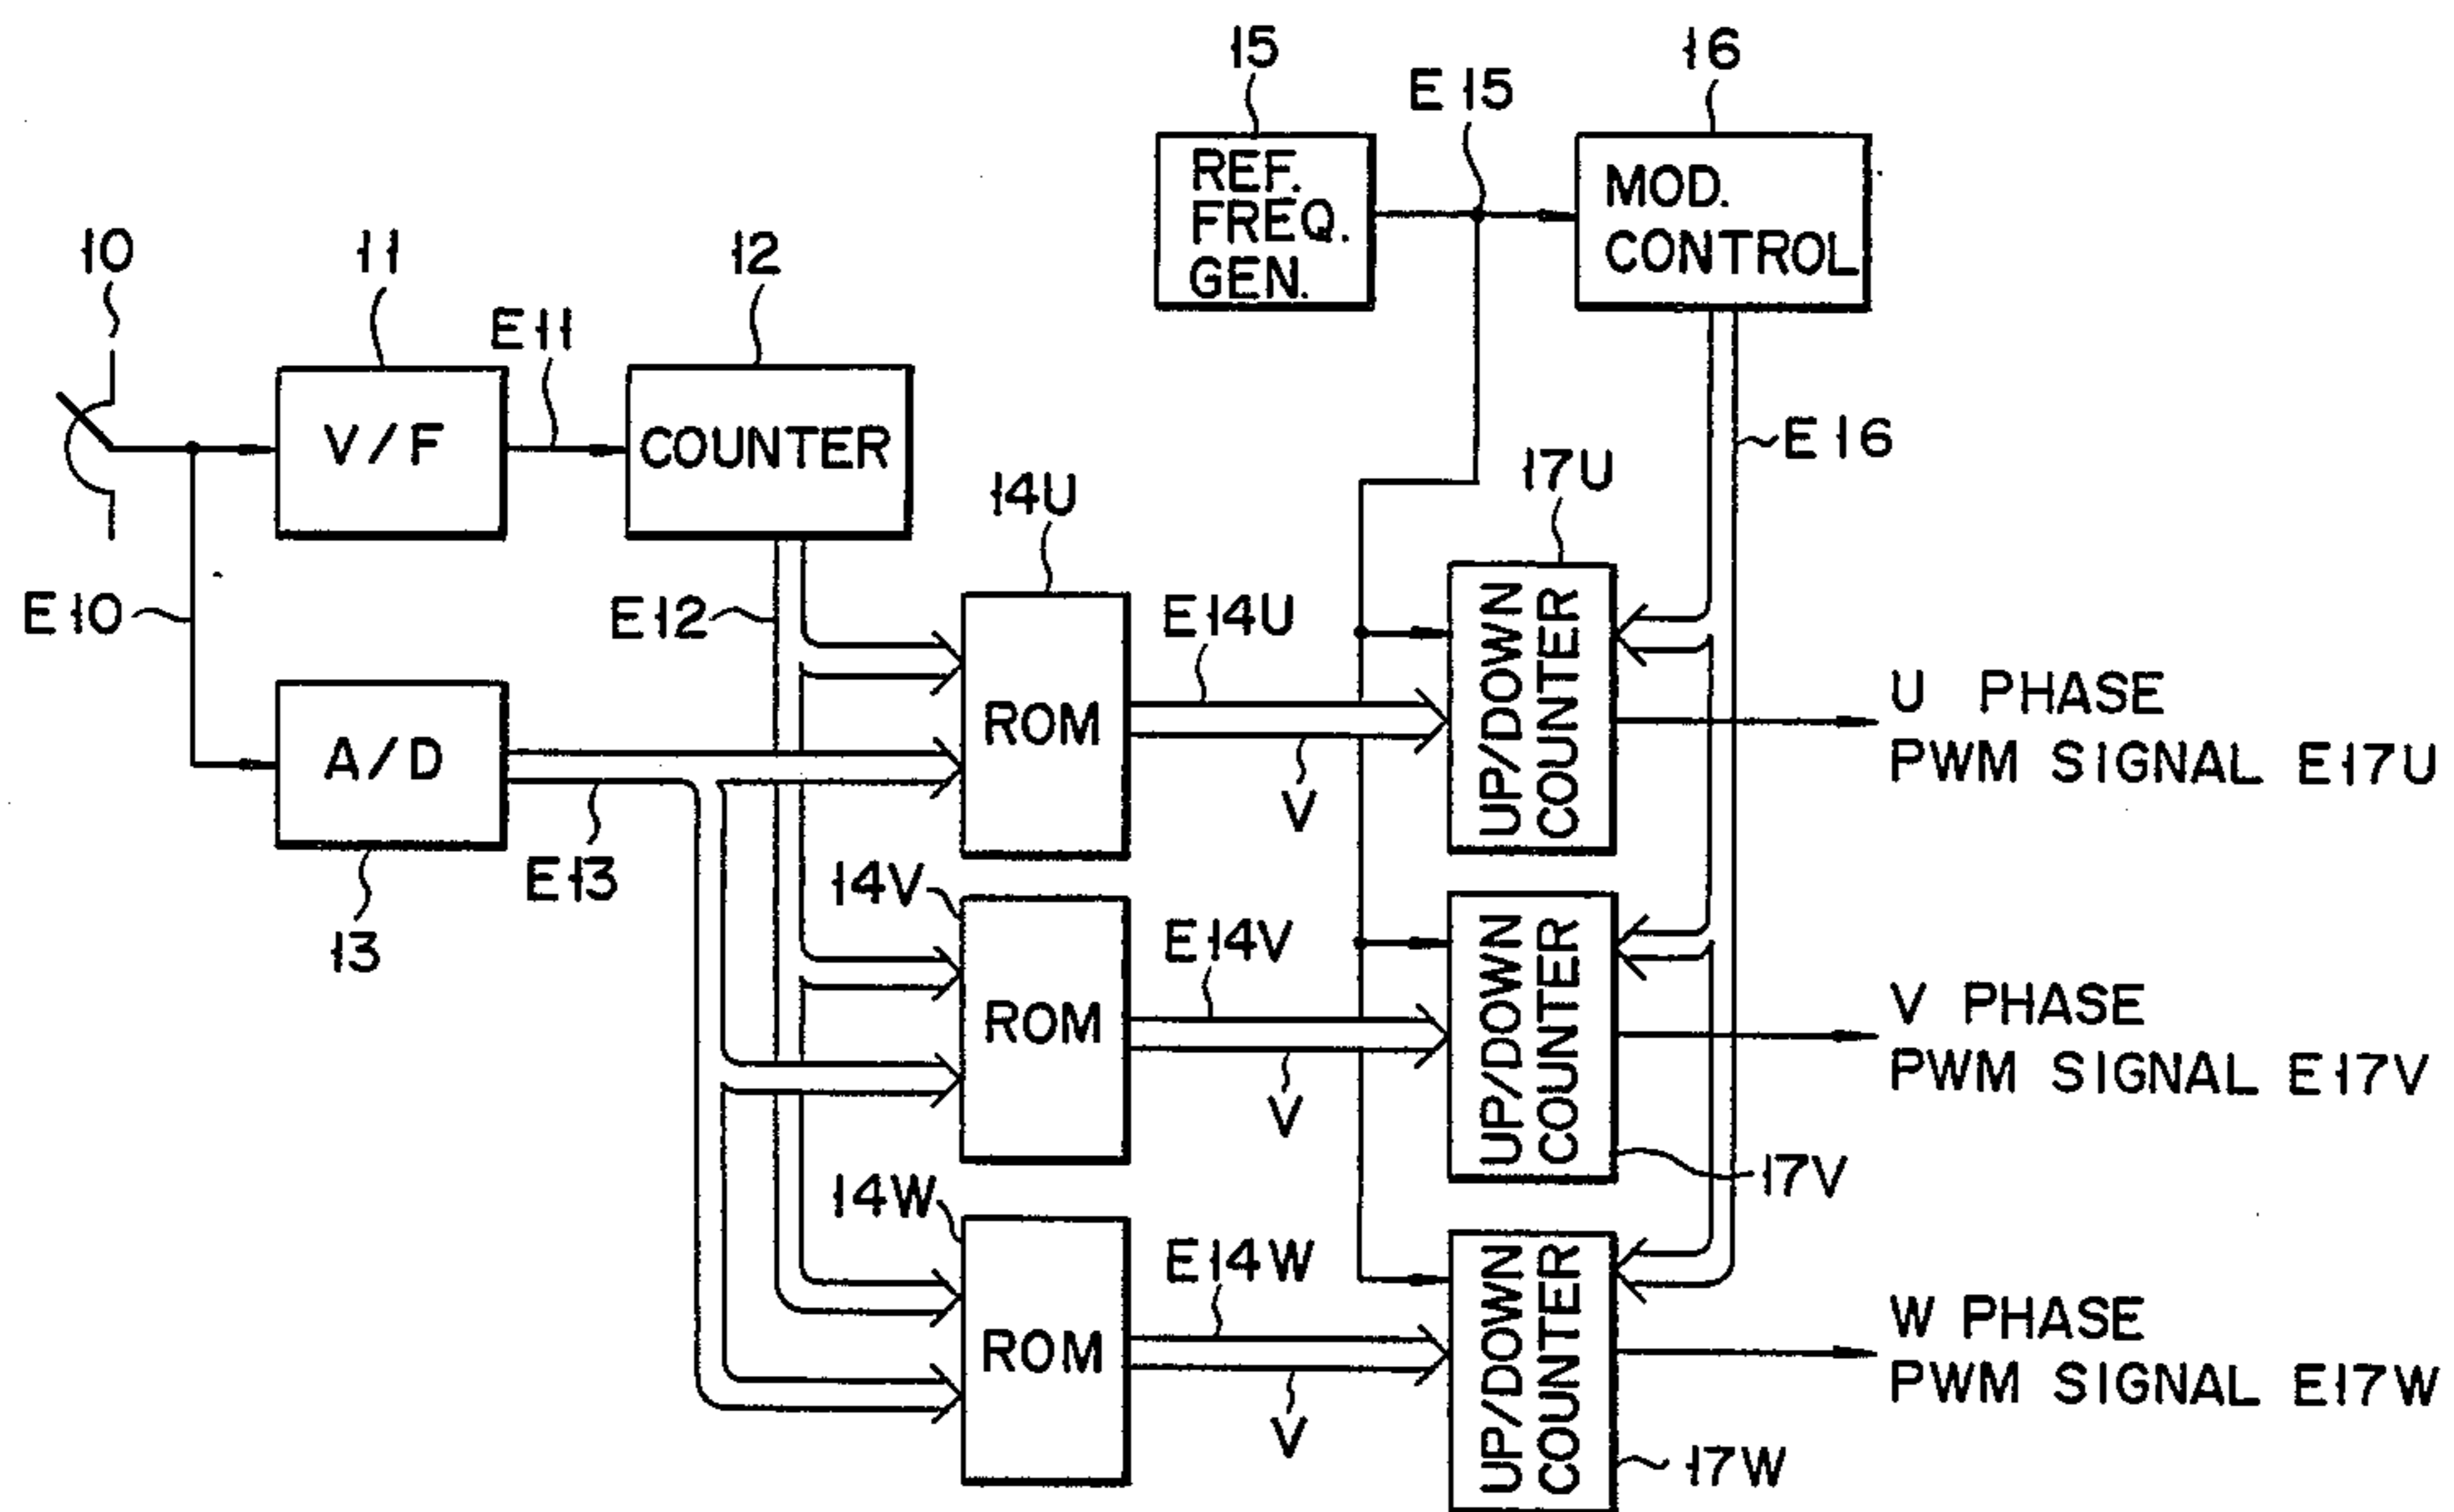 15
16
E15
REF.
FREQ.
GEN.
MOD.
CONTROL
10
11
12
E11
V/F
COUNTER
E16
14U
17U
E10
E12
E14U
UP/DOWN
COUNTER
ROM
U PHASE
PWM SIGNAL E17U
A/D
V
E13
14V
13
E14V
UP/DOWN
COUNTER
ROM
V PHASE
PWM SIGNAL E17V
V
17V
14W
E14W
UP/DOWN
COUNTER
ROM
W PHASE
PWM SIGNAL E17W
V
17W